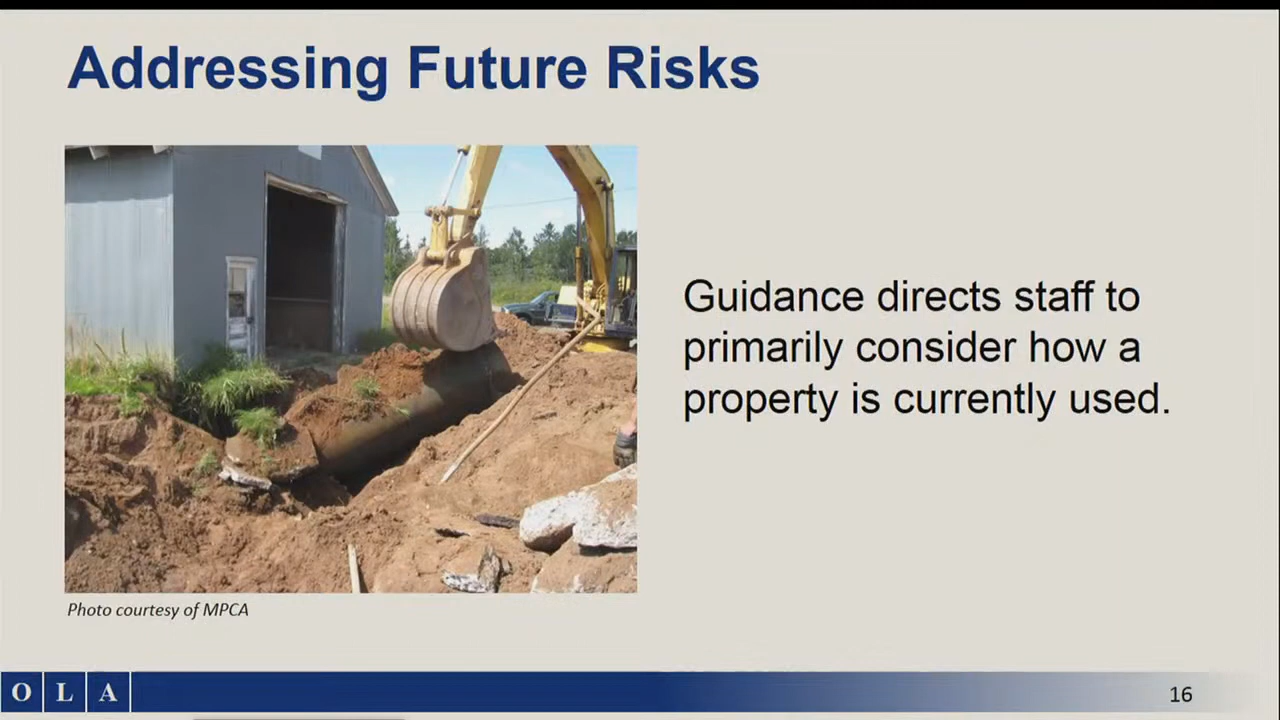 Addressing Future Risks
Guidance directs staff to
primarily consider how a
property is currently used.
Photo courtesy of MPCA
O L A
16